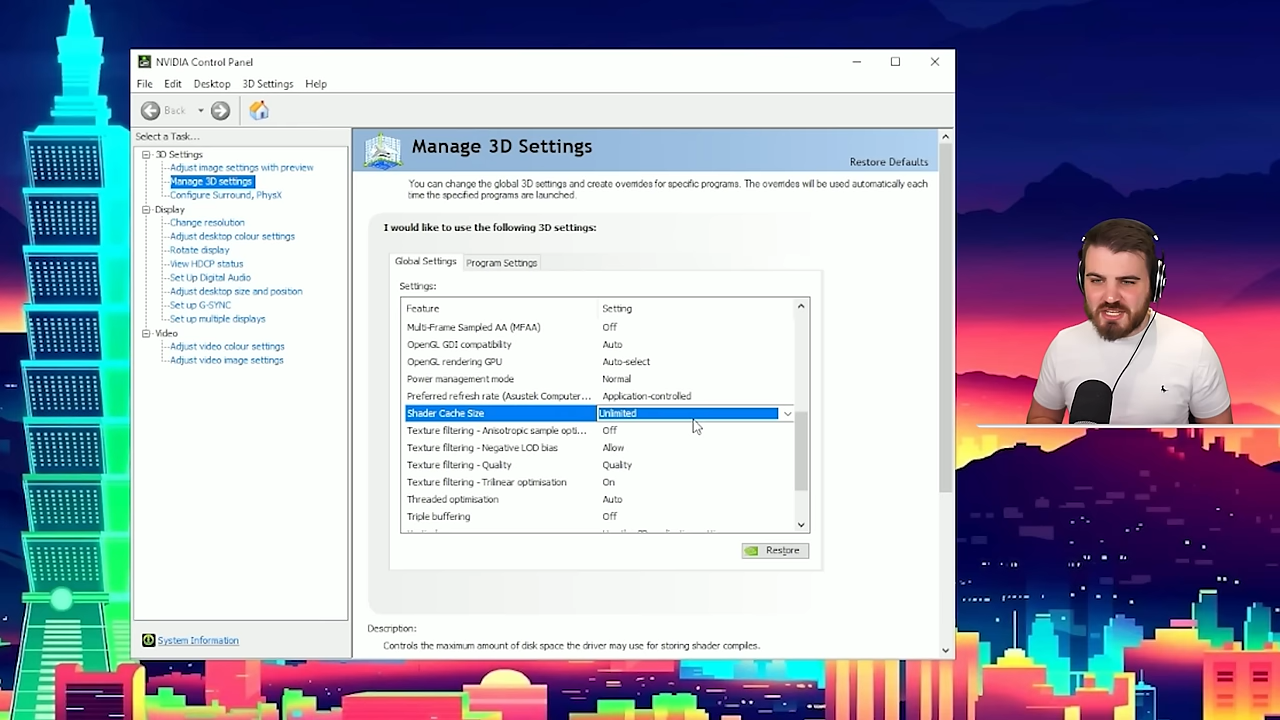 NVIDIA Control Panel
File Edit Desktop 3D Settings Help
Back
Select a Task...
3D Settings
Adjust image settings with preview
Manage 3D settings
Configure Surround, PhysX
Display
Change resolution
Adjust desktop colour settings
Rotate display
View HDCP status
Set Up Digital Audio
Adjust desktop size and position
Set up G-SYNC
Set up multiple displays
Video
Adjust video colour settings
Adjust video image settings
System Information
Manage 3D Settings
Restore Defaults
You can change the global 3D settings and create overrides for specific programs. The overrides will be used automatically each
time the specified programs are launched.
I would like to use the following 3D settings:
Global Settings Program Settings
Settings:
Feature Setting
Multi-Frame Sampled AA (MFAA) Off
OpenGL GDI compatibility Auto
OpenGL rendering GPU Auto-select
Power management mode Normal
Preferred refresh rate (Asustek Computer... Application-controlled
Shader Cache Size Unlimited
Texture filtering - Anisotropic sample opti... Off
Texture filtering - Negative LOD bias Allow
Texture filtering - Quality Quality
Texture filtering - Trilinear optimisation On
Threaded optimisation Auto
Triple buffering Off
Restore
Description:
Controls the maximum amount of disk space the driver may use for storing shader compiles.